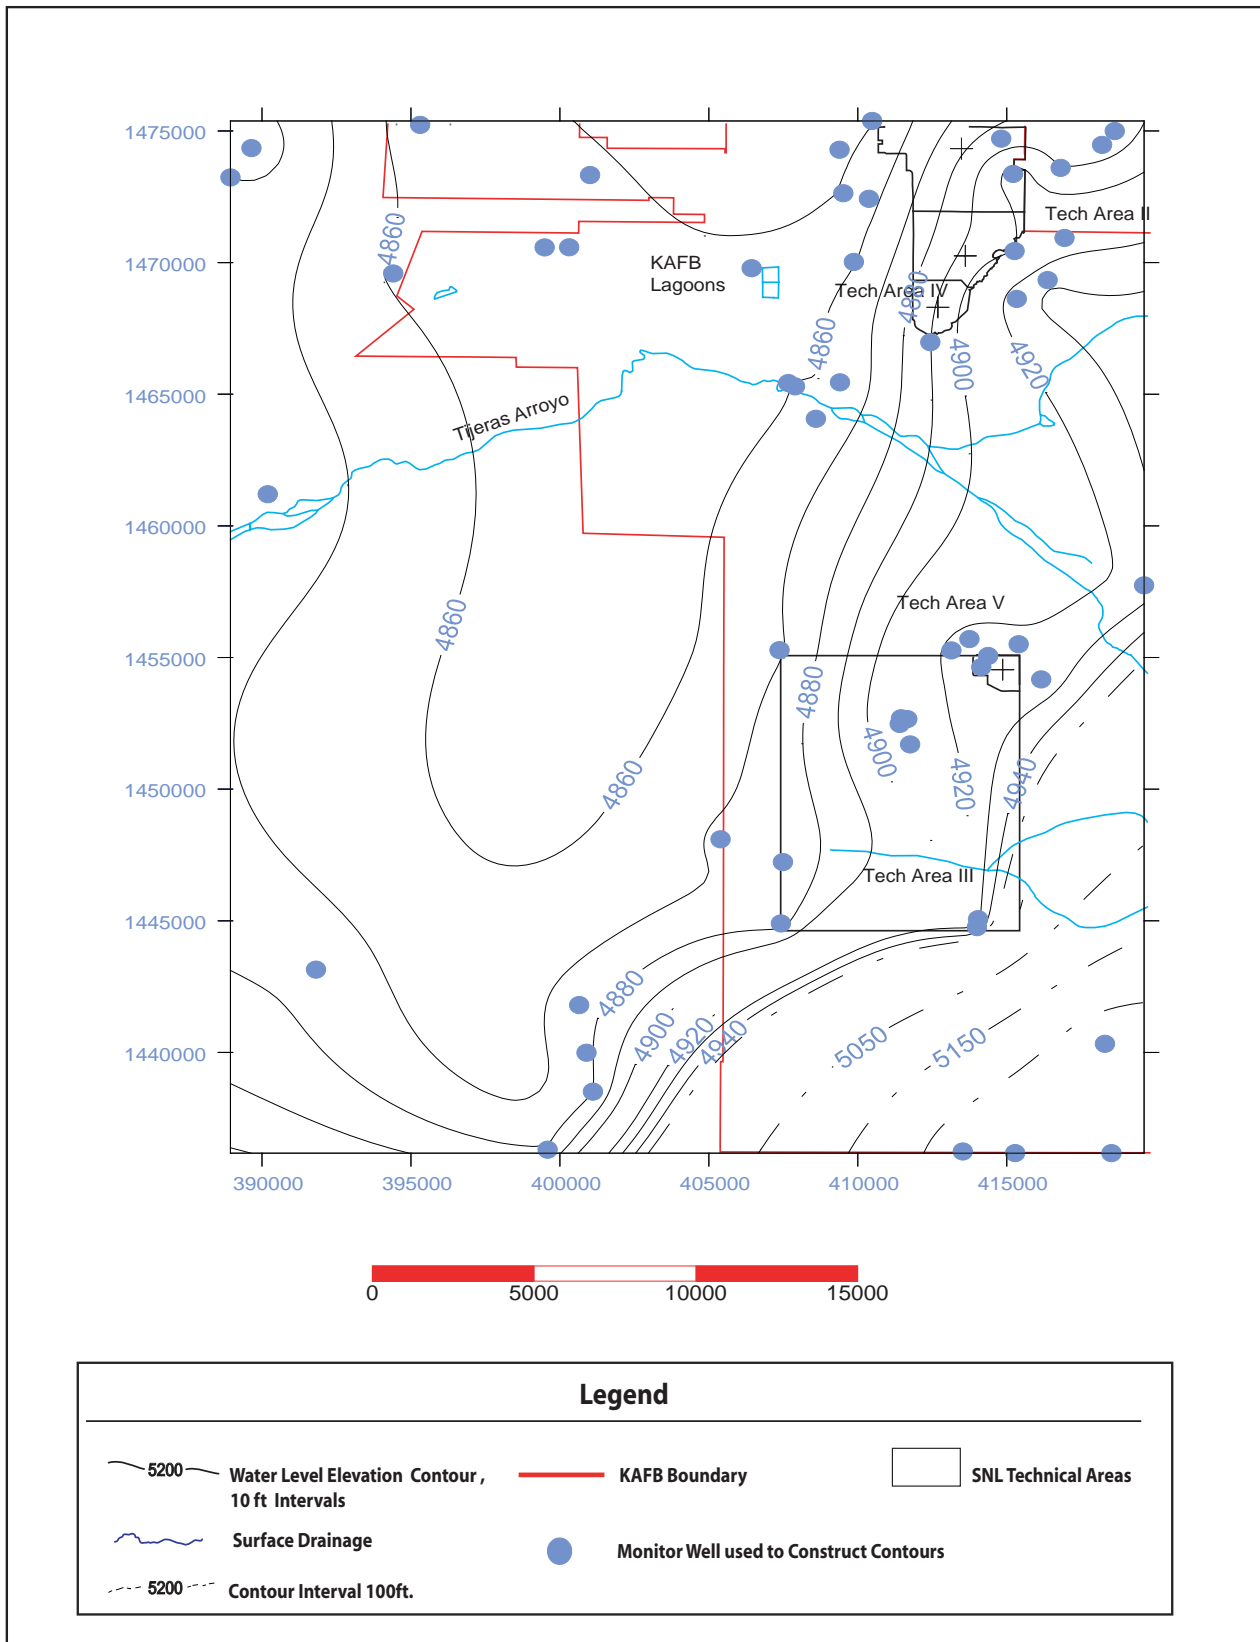 1475000
1470000
1465000
1460000
1455000
1450000
1445000
1440000
390000
395000
400000
405000
410000
415000
4860
KAFB
Lagoons
Tech Area II
Tech Area IV
4880
4860
4900
4920
Tijeras Arroyo
4860
Tech Area V
4880
4900
4920
4940
4860
Tech Area III
4880
4900
4920
4940
5050
5150
0
5000
10000
15000
Legend
5200
Water Level Elevation Contour ,
10 ft Intervals
KAFB Boundary
SNL Technical Areas
Surface Drainage
Monitor Well used to Construct Contours
5200
Contour Interval 100ft.